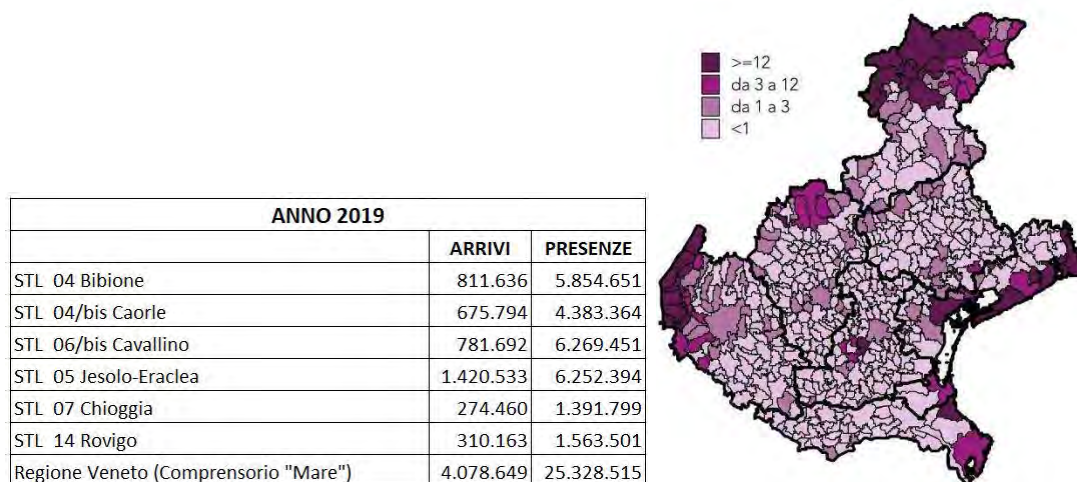 >=12
da 3 a 12
da 1 a 3
<1
ANNO 2019
ARRIVI PRESENZE
STL 04 Bibione 811.636 5.854.651
STL 04/bis Caorle 675.794 4.383.364
STL 06/bis Cavallino 781.692 6.269.451
STL 05 Jesolo-Eraclea 1.420.533 6.252.394
STL 07 Chioggia 274.460 1.391.799
STL 14 Rovigo 310.163 1.563.501
Regione Veneto (Comprensorio "Mare") 4.078.649 25.328.515